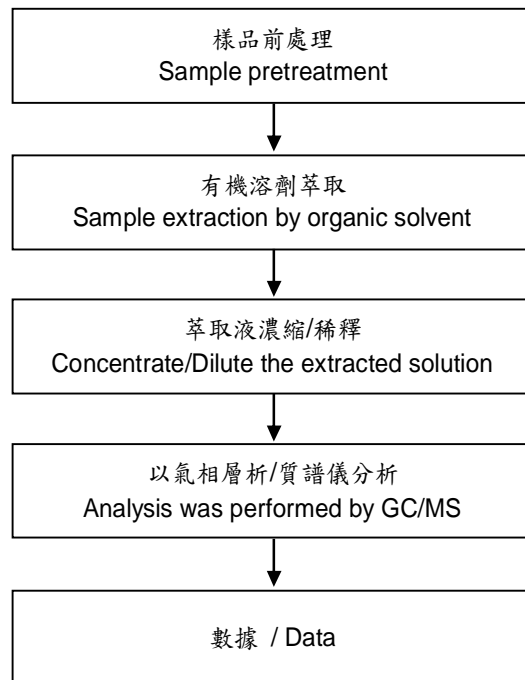 樣品前處理
Sample pretreatment
有機溶劑萃取
Sample extraction by organic solvent
萃取液濃縮/稀釋
Concentrate/Dilute the extracted solution
以氣相層析/質譜儀分析
Analysis was performed by GC/MS
數據 / Data